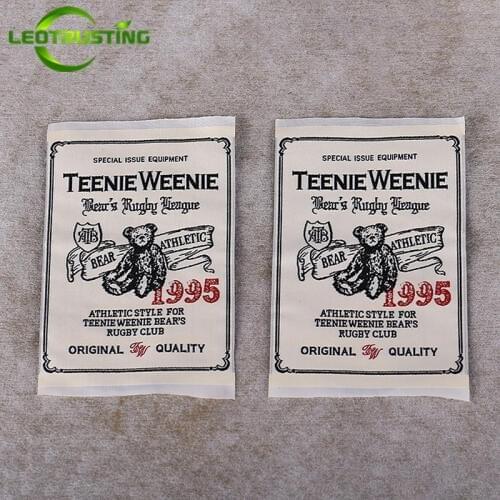 LEOTRUSTING
SPECIAL ISSUE EQUIPMENT
TEENIE WEENIE
Bear's Rugby League
BEAR ATHLETIC
1995
ATHLETIC STYLE FOR
TEENIE WEENIE BEAR'S
RUGBY CLUB
ORIGINAL TW QUALITY
SPECIAL ISSUE EQUIPMENT
TEENIE WEENIE
Bear's Rugby League
BEAR ATHLETIC
1995
ATHLETIC STYLE FOR
TEENIE WEENIE BEAR'S
RUGBY CLUB
ORIGINAL TW QUALITY